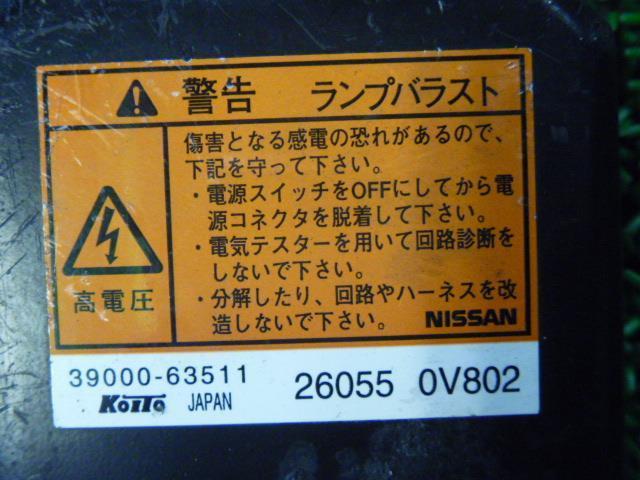 警告 ランプバラスト
高電圧
傷害となる感電の恐れがあるので、
下記を守って下さい。
・電源スイッチをOFFにしてから電
源コネクタを脱着して下さい。
・電気テスターを用いて回路診断を
しないで下さい。
・分解したり、回路やハーネスを改
造しないで下さい。 NISSAN
39000-63511
KoITo JAPAN
26055 0V802